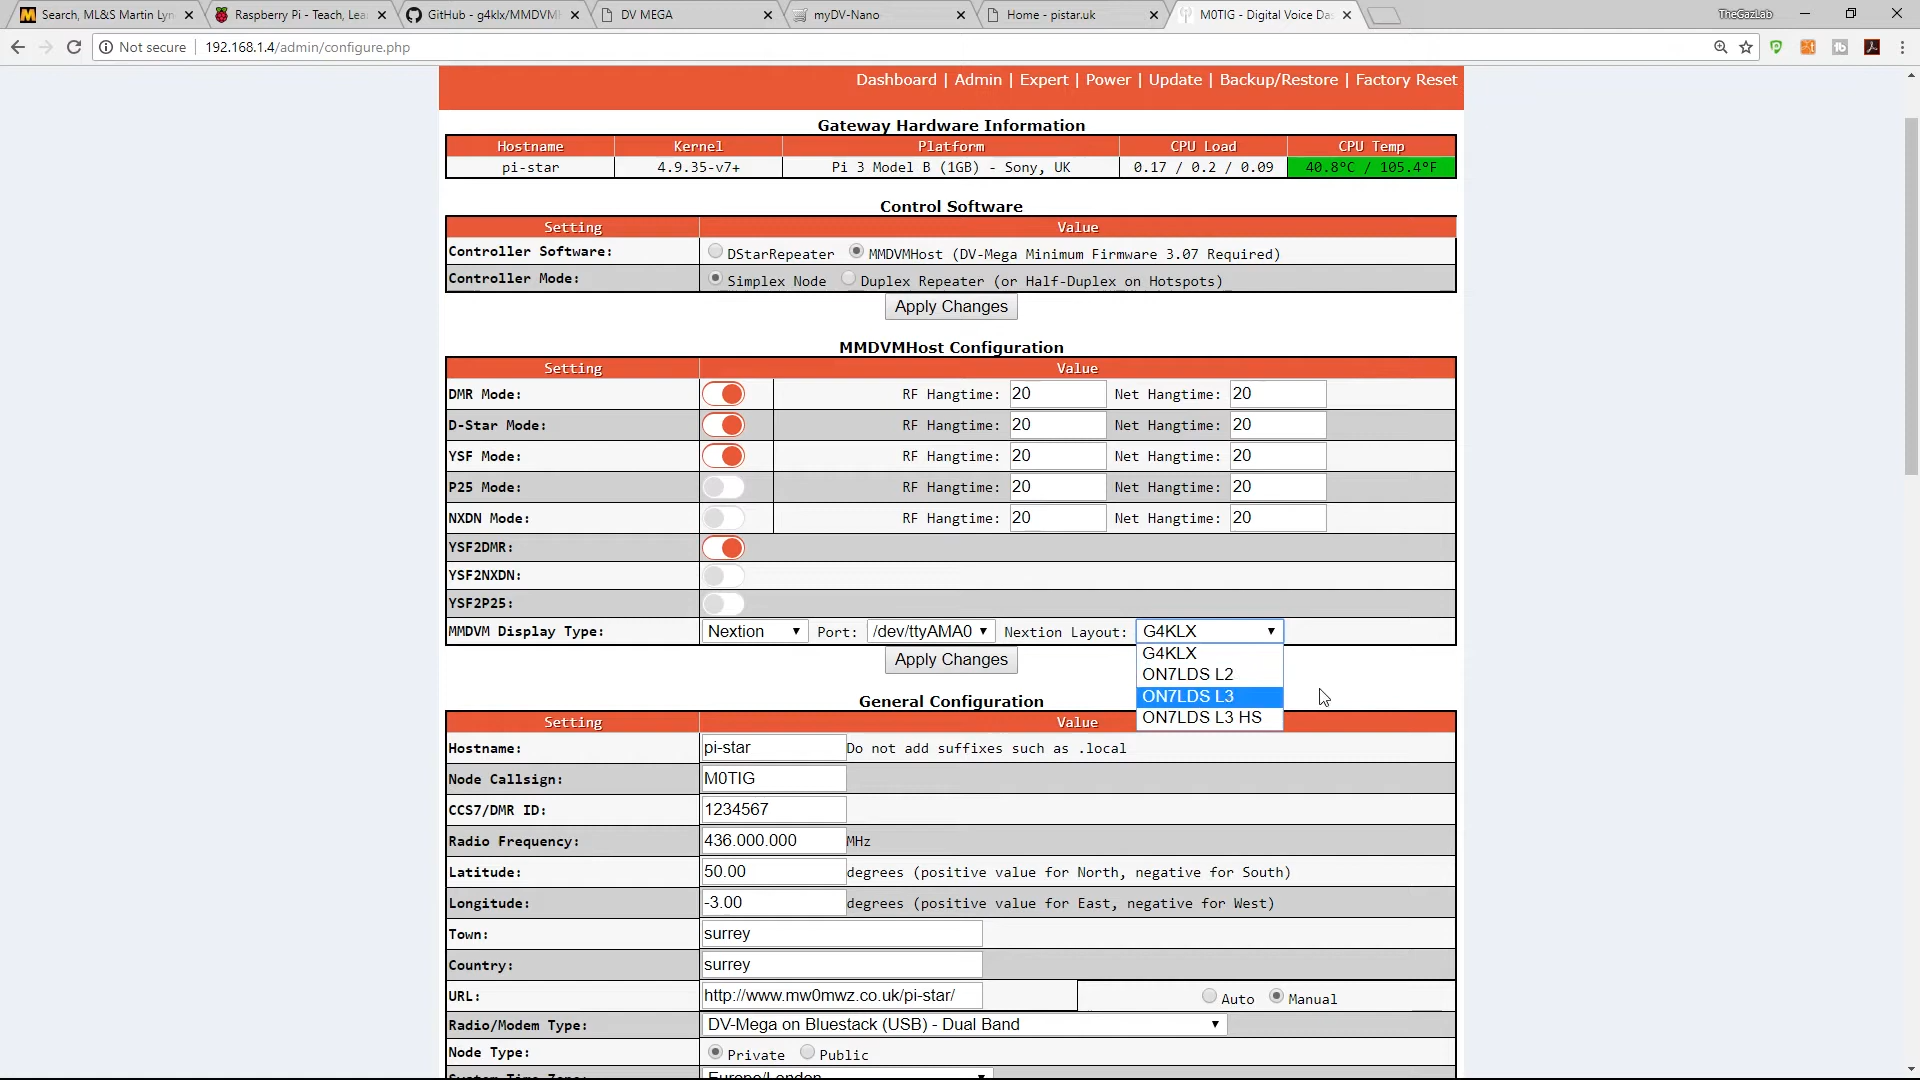 Search, ML&S Martin Lyn
Raspberry Pi - Teach, Lea
GitHub - g4klx/MMDVMH
DV MEGA
myDV-Nano
Home - pistar.uk
M0TIG - Digital Voice Das
TheGazLab
Not secure 192.168.1.4/admin/configure.php
Dashboard | Admin | Expert | Power | Update | Backup/Restore | Factory Reset
Gateway Hardware Information
Hostname Kernel Platform CPU Load CPU Temp
pi-star 4.9.35-v7+ Pi 3 Model B (1GB) - Sony, UK 0.17 / 0.2 / 0.09 40.8ºC / 105.4ºF
Control Software
Setting Value
Controller Software: DStarRepeater MMDVMHost (DV-Mega Minimum Firmware 3.07 Required)
Controller Mode: Simplex Node Duplex Repeater (or Half-Duplex on Hotspots)
Apply Changes
MMDVMHost Configuration
Setting Value
DMR Mode: RF Hangtime: 20 Net Hangtime: 20
D-Star Mode: RF Hangtime: 20 Net Hangtime: 20
YSF Mode: RF Hangtime: 20 Net Hangtime: 20
P25 Mode: RF Hangtime: 20 Net Hangtime: 20
NXDN Mode: RF Hangtime: 20 Net Hangtime: 20
YSF2DMR:
YSF2NXDN:
YSF2P25:
MMDVM Display Type: Nextion Port: /dev/ttyAMA0 Nextion Layout: G4KLX
G4KLX
ON7LDS L2
ON7LDS L3
ON7LDS L3 HS
Apply Changes
General Configuration
Setting Value
Hostname: pi-star Do not add suffixes such as .local
Node Callsign: M0TIG
CCS7/DMR ID: 1234567
Radio Frequency: 436.000.000 MHz
Latitude: 50.00 degrees (positive value for North, negative for South)
Longitude: -3.00 degrees (positive value for East, negative for West)
Town: surrey
Country: surrey
URL: http://www.mw0mwz.co.uk/pi-star/ Auto Manual
Radio/Modem Type: DV-Mega on Bluestack (USB) - Dual Band
Node Type: Private Public
System Time Zone: Europe/London